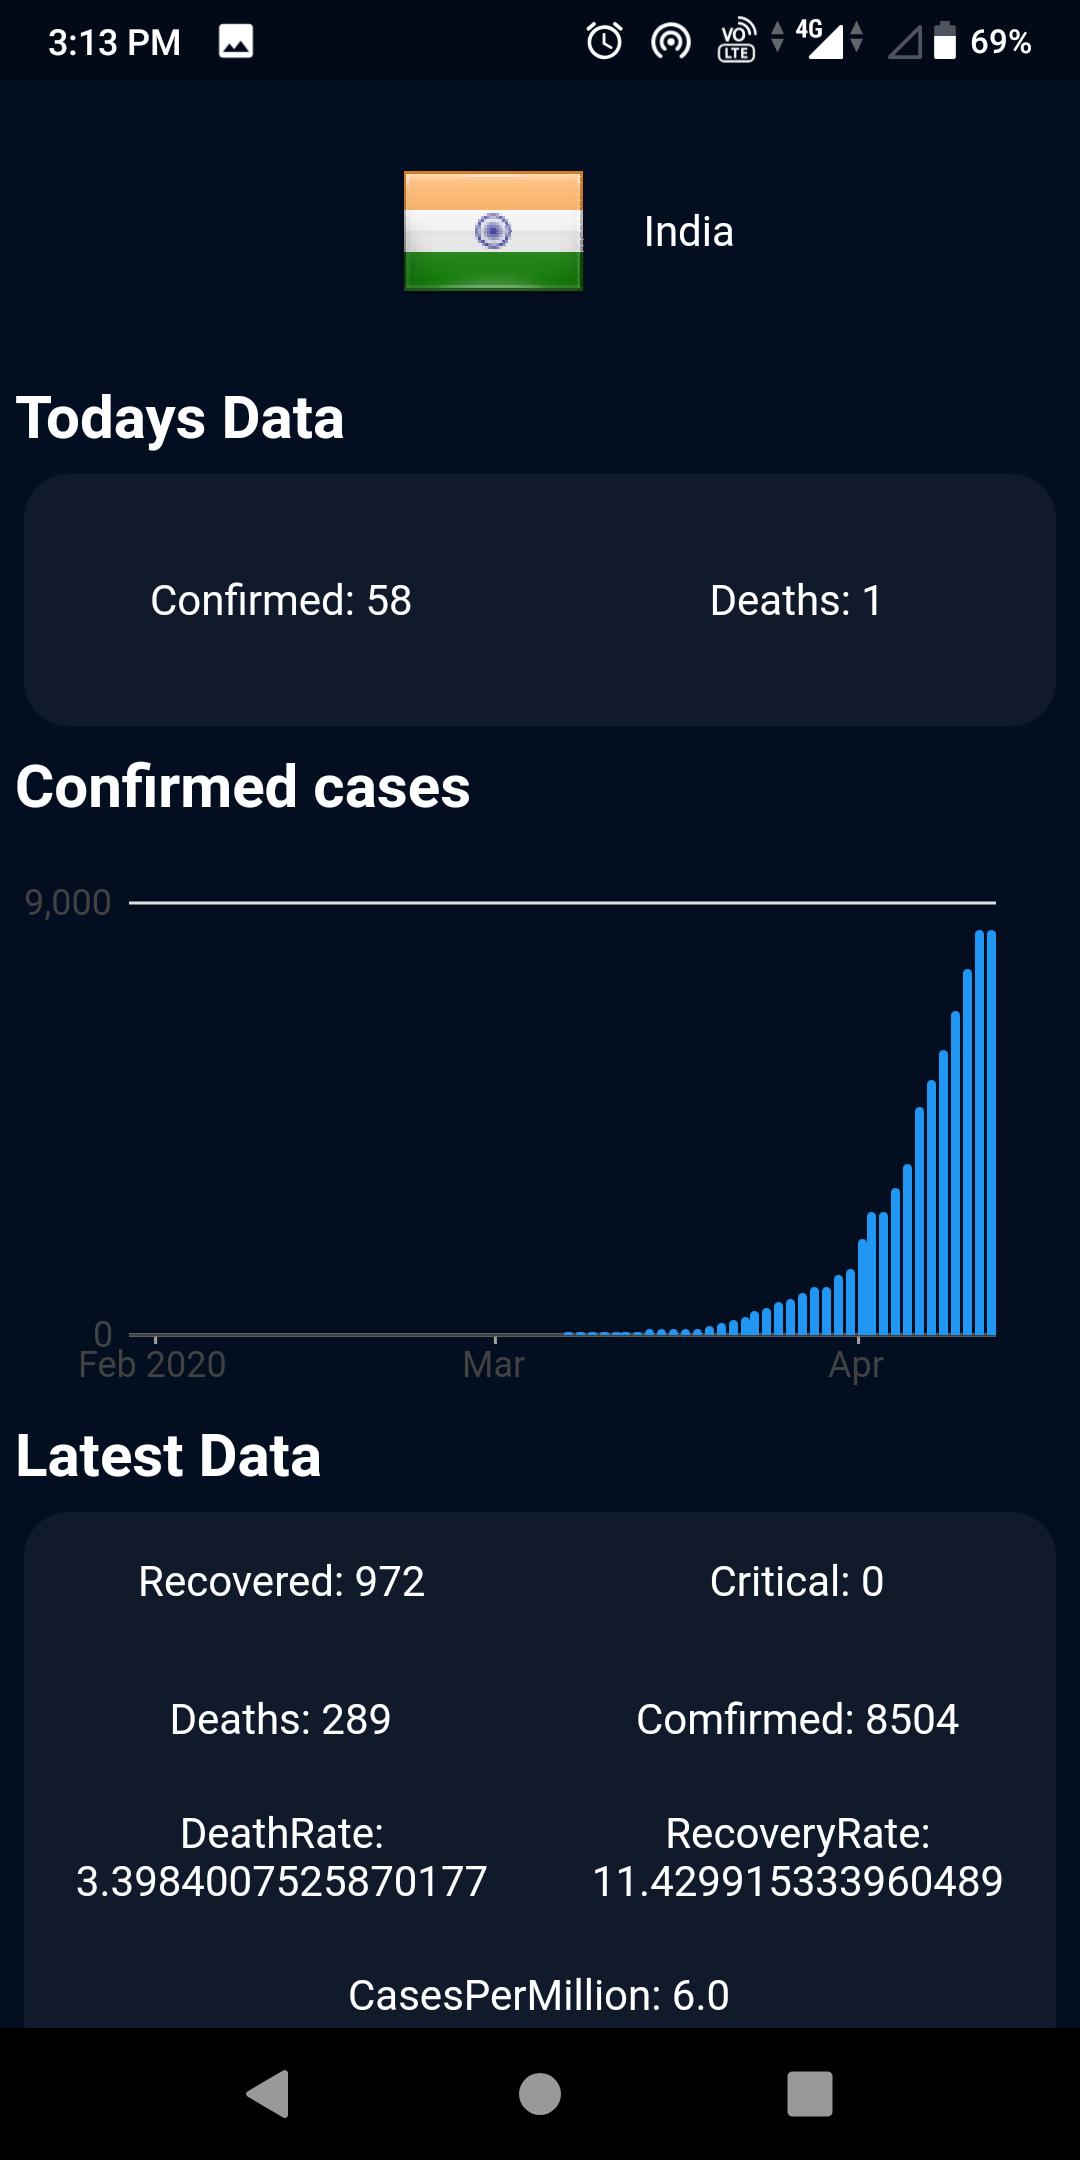 3:13 PM VO LTE 4G 69%
India
Todays Data
Confirmed: 58 Deaths: 1
Confirmed cases
9,000
0
Feb 2020 Mar Apr
Latest Data
Recovered: 972 Critical: 0
Deaths: 289 Comfirmed: 8504
DeathRate: RecoveryRate:
3.3984007525870177 11.429915333960489
CasesPerMillion: 6.0